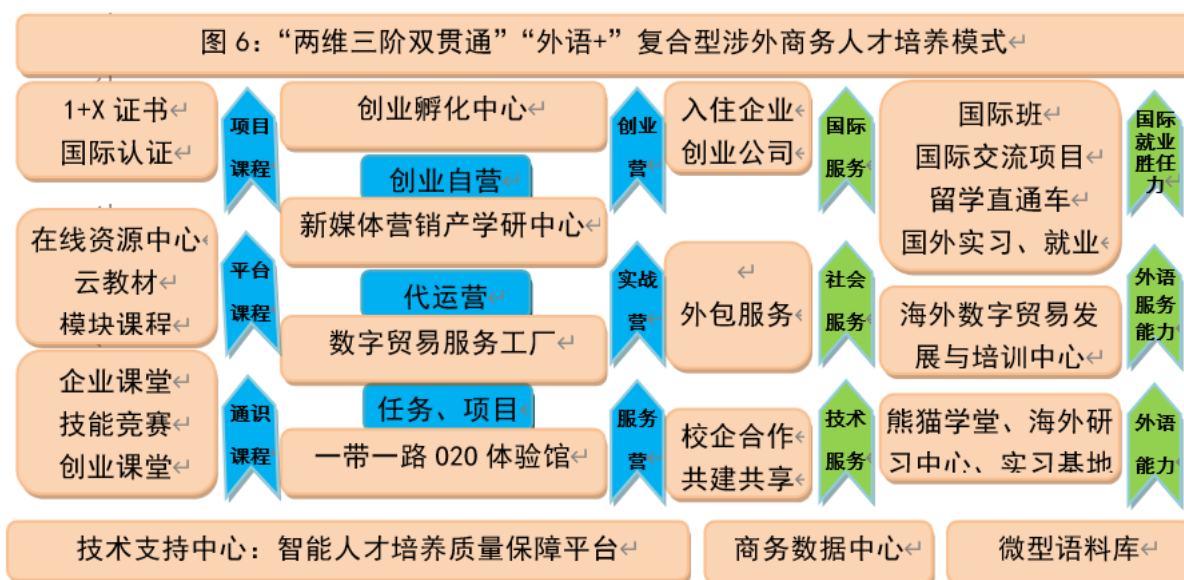 图 6：“两维三阶双贯通”“外语+”复合型涉外商务人才培养模式
1+X 证书
国际认证
项目
课程
创业孵化中心
创业自营
新媒体营销产学研中心
创业
营
入住企业
创业公司
国际
服务
国际班
国际交流项目
留学直通车
国外实习、就业
国际
就业
胜任
力
在线资源中心
云教材
模块课程
平台
课程
代运营
数字贸易服务工厂
实战
营
外包服务
社会
服务
海外数字贸易发
展与培训中心
外语
服务
能力
企业课堂
技能竞赛
创业课堂
通识
课程
任务、项目
一带一路 020 体验馆
服务
营
校企合作
共建共享
技术
服务
熊猫学堂、海外研
习中心、实习基地
外语
能力
技术支持中心：智能人才培养质量保障平台
商务数据中心
微型语料库